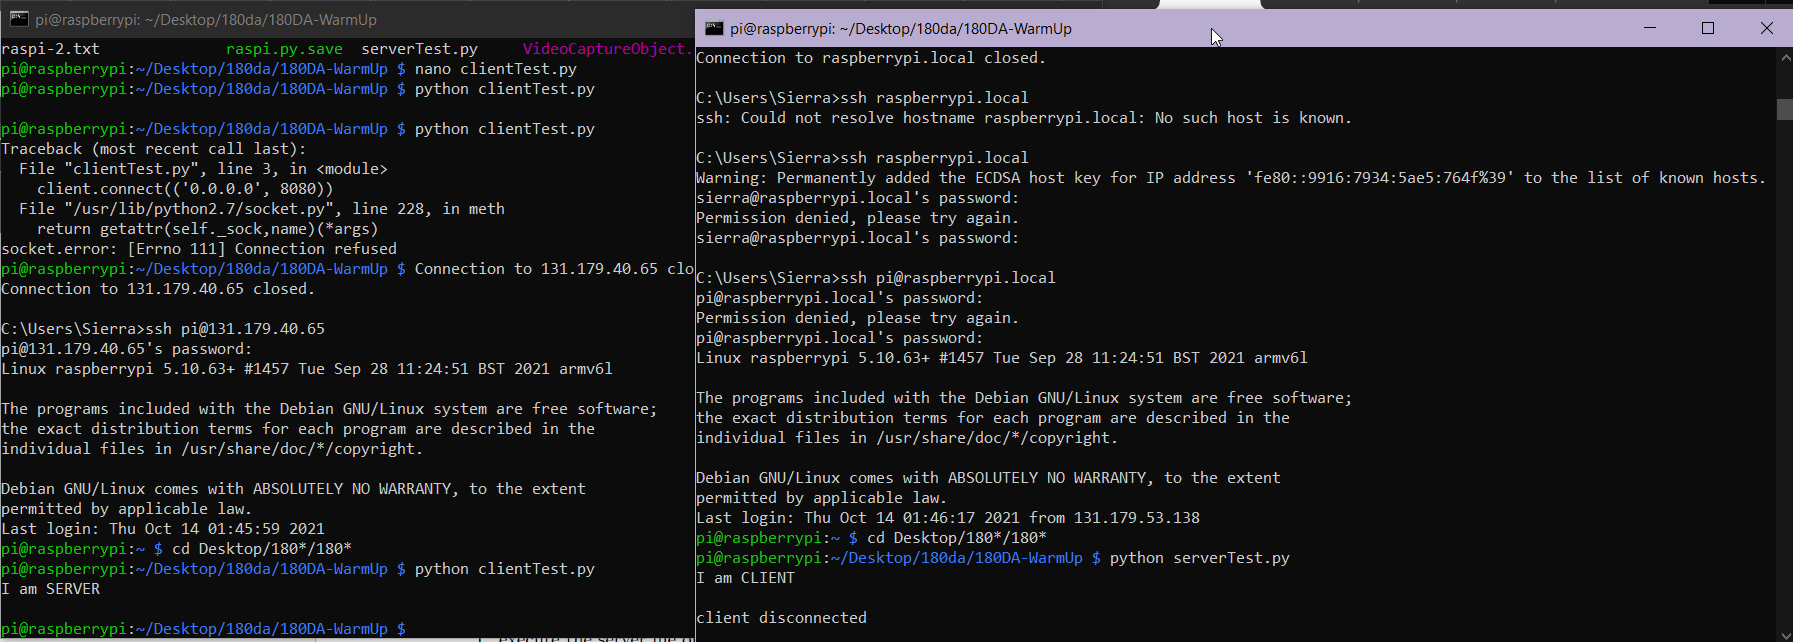 pi@raspberrypi: ~/Desktop/180da/180DA-WarmUp
raspi-2.txt raspi.py.save serverTest.py VideoCaptureObject.
pi@raspberrypi:~/Desktop/180da/180DA-WarmUp $ nano clientTest.py
pi@raspberrypi:~/Desktop/180da/180DA-WarmUp $ python clientTest.py
pi@raspberrypi:~/Desktop/180da/180DA-WarmUp $ python clientTest.py
Traceback (most recent call last):
File "clientTest.py", line 3, in <module>
client.connect(('0.0.0.0', 8080))
File "/usr/lib/python2.7/socket.py", line 228, in meth
return getattr(self._sock,name)(*args)
socket.error: [Errno 111] Connection refused
pi@raspberrypi:~/Desktop/180da/180DA-WarmUp $ Connection to 131.179.40.65 clo
Connection to 131.179.40.65 closed.
C:\Users\Sierra>ssh pi@131.179.40.65
pi@131.179.40.65's password:
Linux raspberrypi 5.10.63+ #1457 Tue Sep 28 11:24:51 BST 2021 armv6l
The programs included with the Debian GNU/Linux system are free software;
the exact distribution terms for each program are described in the
individual files in /usr/share/doc/*/copyright.
Debian GNU/Linux comes with ABSOLUTELY NO WARRANTY, to the extent
permitted by applicable law.
Last login: Thu Oct 14 01:45:59 2021
pi@raspberrypi:~ $ cd Desktop/180*/180*
pi@raspberrypi:~/Desktop/180da/180DA-WarmUp $ python clientTest.py
I am SERVER
pi@raspberrypi:~/Desktop/180da/180DA-WarmUp $
pi@raspberrypi: ~/Desktop/180da/180DA-WarmUp
Connection to raspberrypi.local closed.
C:\Users\Sierra>ssh raspberrypi.local
ssh: Could not resolve hostname raspberrypi.local: No such host is known.
C:\Users\Sierra>ssh raspberrypi.local
Warning: Permanently added the ECDSA host key for IP address 'fe80::9916:7934:5ae5:764f%39' to the list of known hosts.
sierra@raspberrypi.local's password:
Permission denied, please try again.
sierra@raspberrypi.local's password:
C:\Users\Sierra>ssh pi@raspberrypi.local
pi@raspberrypi.local's password:
Permission denied, please try again.
pi@raspberrypi.local's password:
Linux raspberrypi 5.10.63+ #1457 Tue Sep 28 11:24:51 BST 2021 armv6l
The programs included with the Debian GNU/Linux system are free software;
the exact distribution terms for each program are described in the
individual files in /usr/share/doc/*/copyright.
Debian GNU/Linux comes with ABSOLUTELY NO WARRANTY, to the extent
permitted by applicable law.
Last login: Thu Oct 14 01:46:17 2021 from 131.179.53.138
pi@raspberrypi:~ $ cd Desktop/180*/180*
pi@raspberrypi:~/Desktop/180da/180DA-WarmUp $ python serverTest.py
I am CLIENT
client disconnected